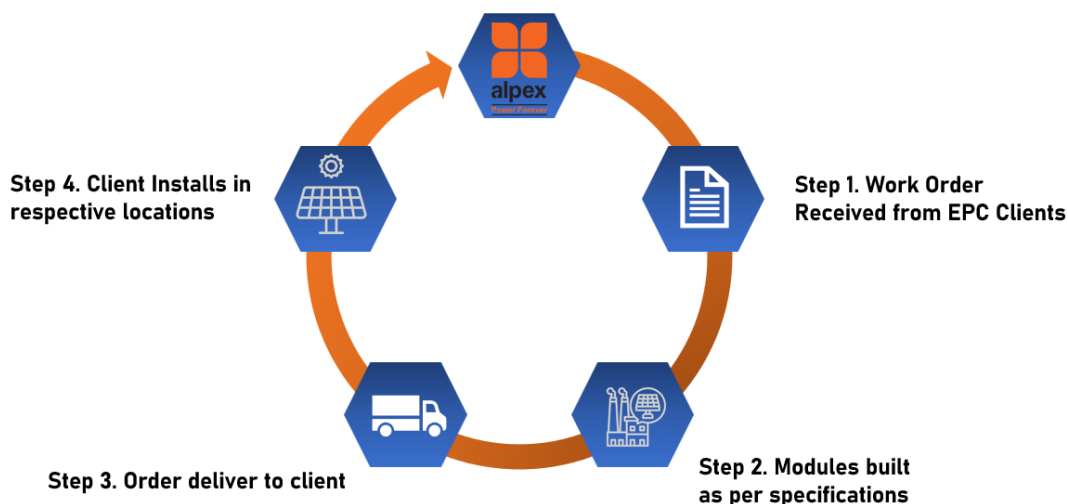 alpex
Power Forever
Step 1. Work Order
Received from EPC Clients
Step 2. Modules built
as per specifications
Step 3. Order deliver to client
Step 4. Client Installs in
respective locations